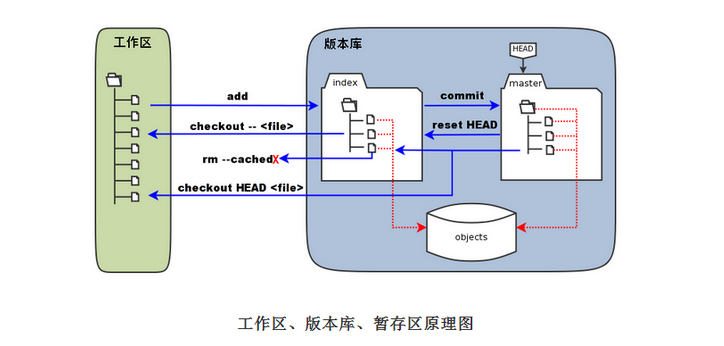 工作区
版本库
HEAD
index
master
add
commit
checkout -- <file>
reset HEAD
rm --cached
X
checkout HEAD <file>
objects
工作区、版本库、暂存区原理图